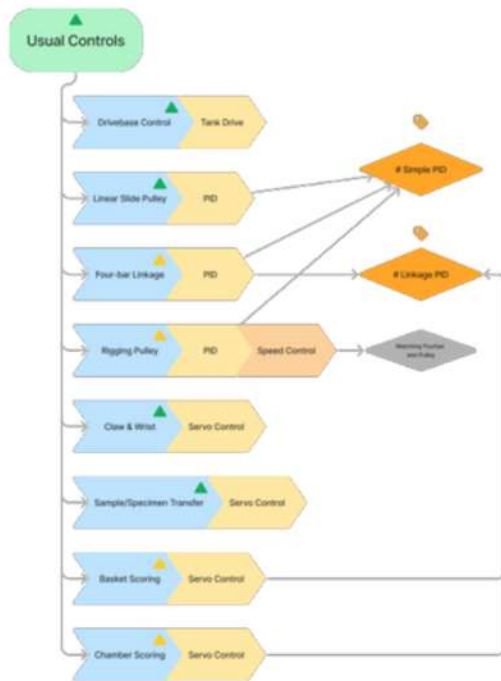 Usual Controls
Drivebase Control Tank Drive
# Simple PID
Linear Slide Pulley PID
Four-bar Linkage PID
# Linkage PID
Rigging Pulley PID Speed Control
and Pulley
Claw & Wrist Servo Control
Sample/Specimen Transfer Servo Control
Basket Scoring Servo Control
Chamber Scoring Servo Control